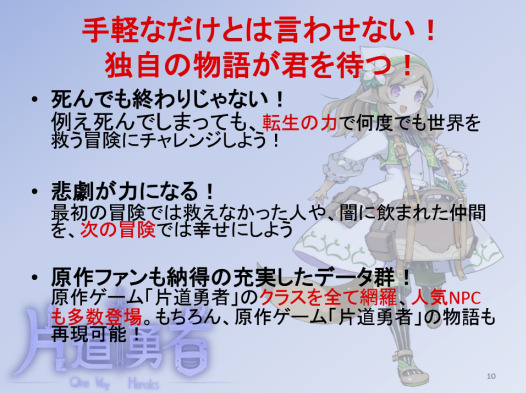 手軽なだけとは言わせない！
独自の物語が君を待つ！
• 死んでも終わりじゃない！
例え死んでしまっても、転生の力で何度でも世界を
救う冒険にチャレンジしよう！
• 悲劇が力になる！
最初の冒険では救えなかった人や、闇に飲まれた仲間
を、次の冒険では幸せにしよう
• 原作ファンも納得の充実したデータ群！
原作ゲーム「片道勇者」のクラスを全て網羅、人気NPC
も多数登場。もちろん、原作ゲーム「片道勇者」の物語も
再現可能！
片道勇者
One Way Heroics
10